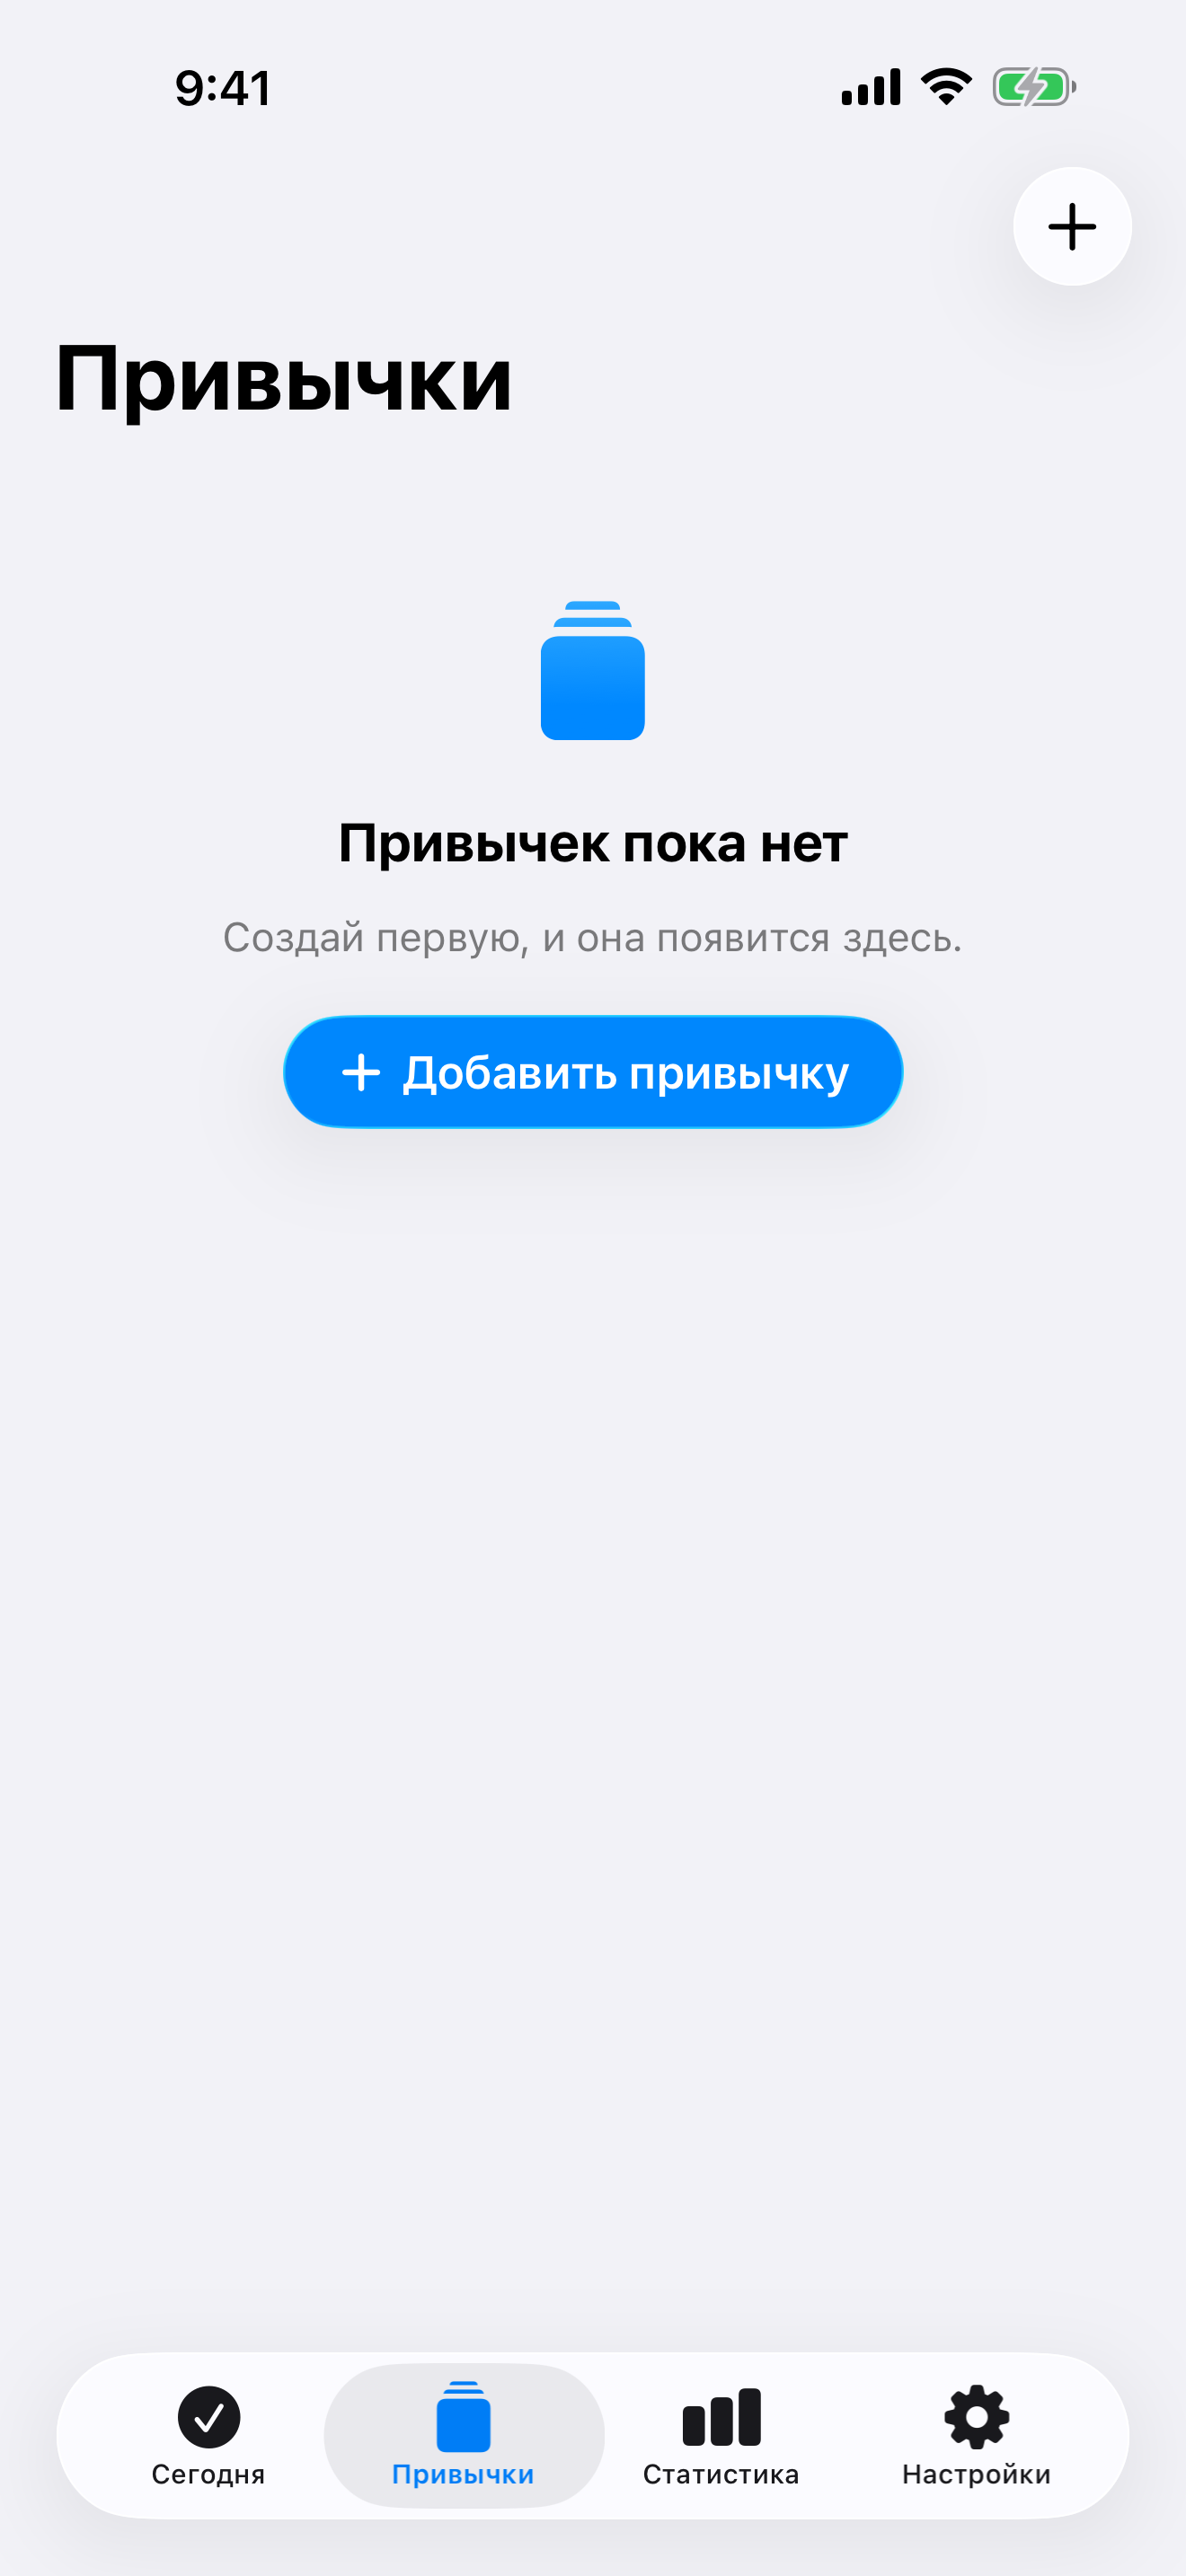 9:41
Привычки
Привычек пока нет
Создай первую, и она появится здесь.
Добавить привычку
Сегодня
Привычки
Статистика
Настройки